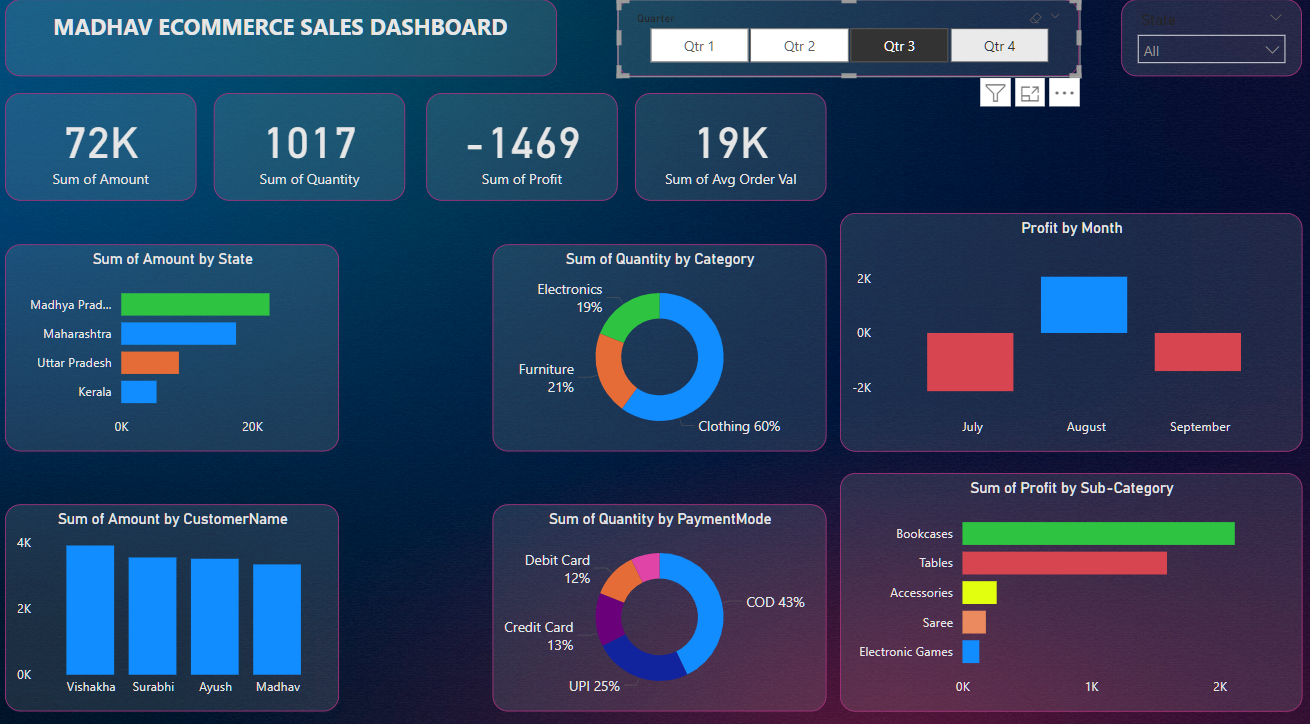 MADHAV ECOMMERCE SALES DASHBOARD
Quarter
Qtr 1
Qtr 2
Qtr 3
Qtr 4
State
All
72K
Sum of Amount
1017
Sum of Quantity
-1469
Sum of Profit
19K
Sum of Avg Order Val
Sum of Amount by State
Madhya Prad...
Maharashtra
Uttar Pradesh
Kerala
0K
20K
Sum of Quantity by Category
Electronics
19%
Furniture
21%
Clothing 60%
Profit by Month
2K
0K
-2K
July
August
September
Sum of Amount by CustomerName
4K
2K
0K
Vishakha
Surabhi
Ayush
Madhav
Sum of Quantity by PaymentMode
Debit Card
12%
COD 43%
Credit Card
13%
UPI 25%
Sum of Profit by Sub-Category
Bookcases
Tables
Accessories
Saree
Electronic Games
0K
1K
2K